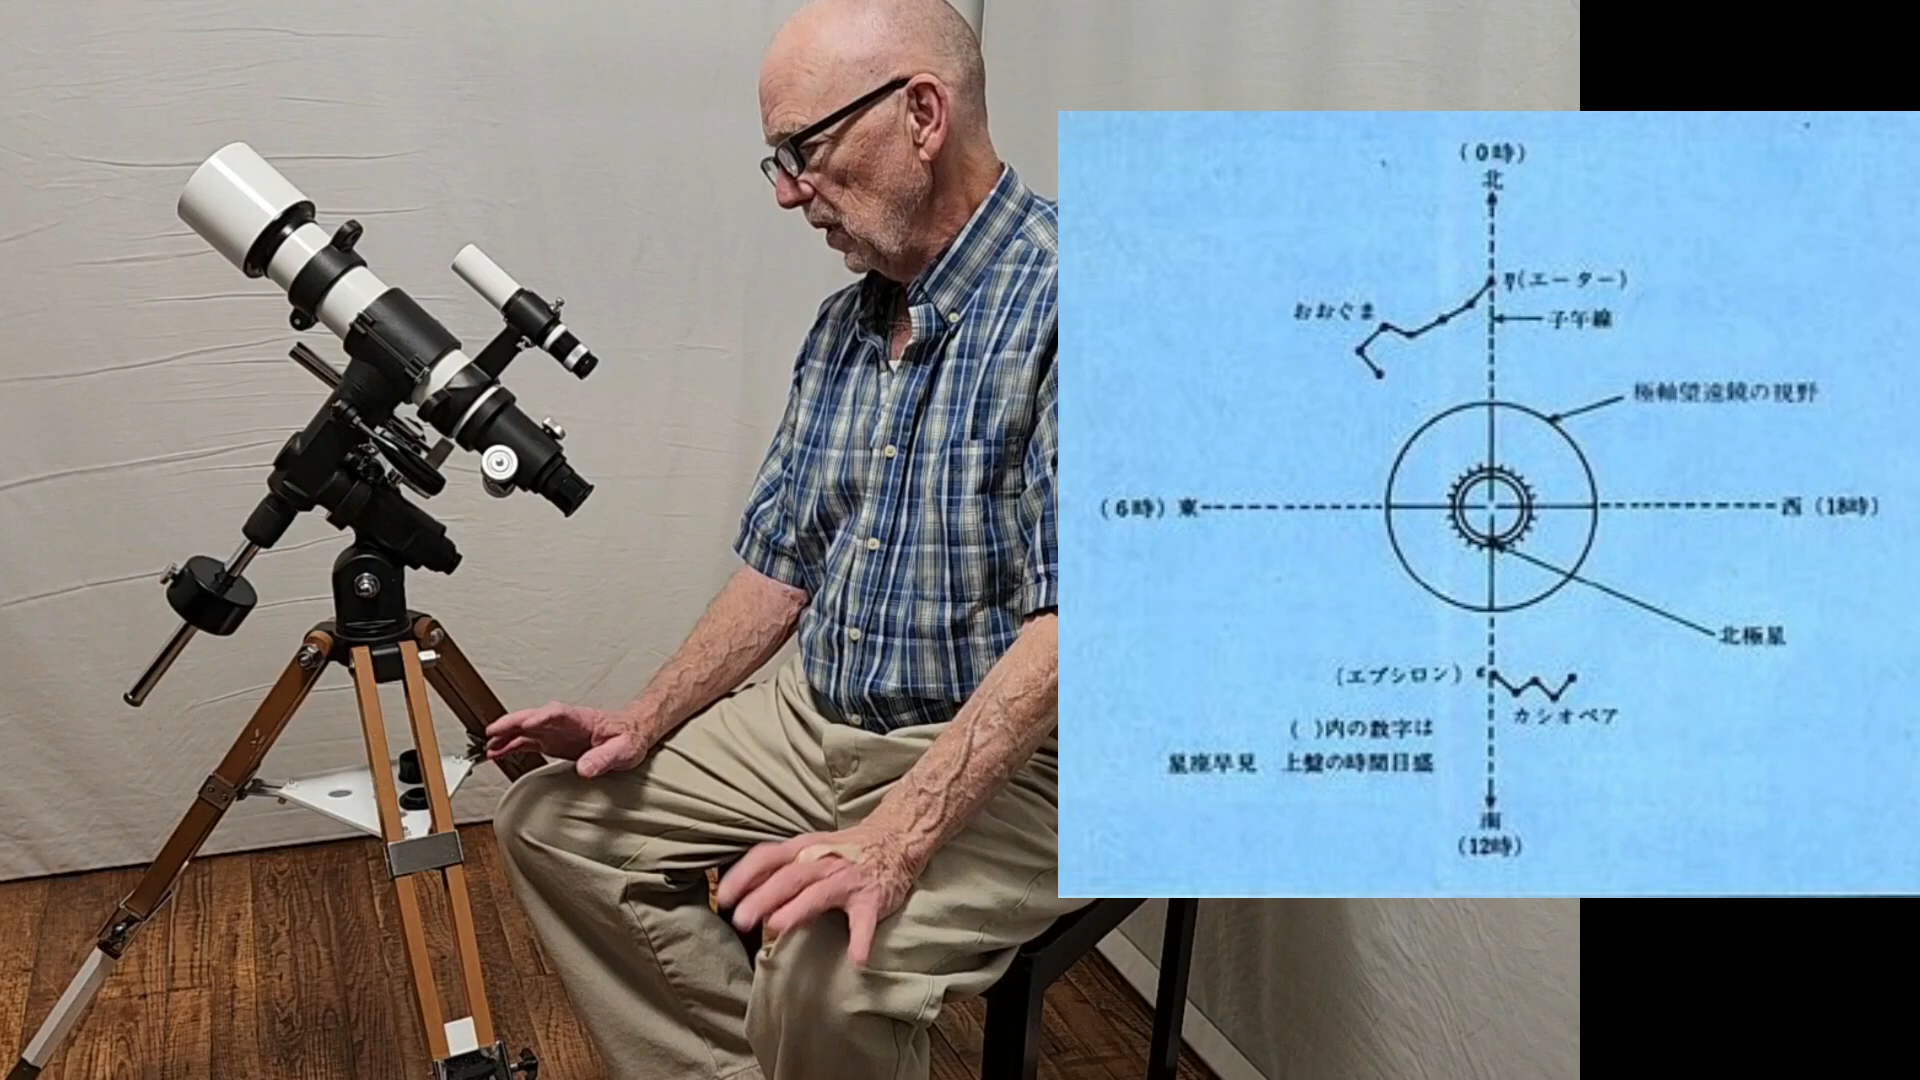 (0時)
北
η(エーター)
おおぐま
子午線
極軸望遠鏡の視野
(6時) 東
西 (18時)
北極星
(エプシロン) ε
カシオペア
( )内の数字は
星座早見 上盤の時間目盛
南
(12時)